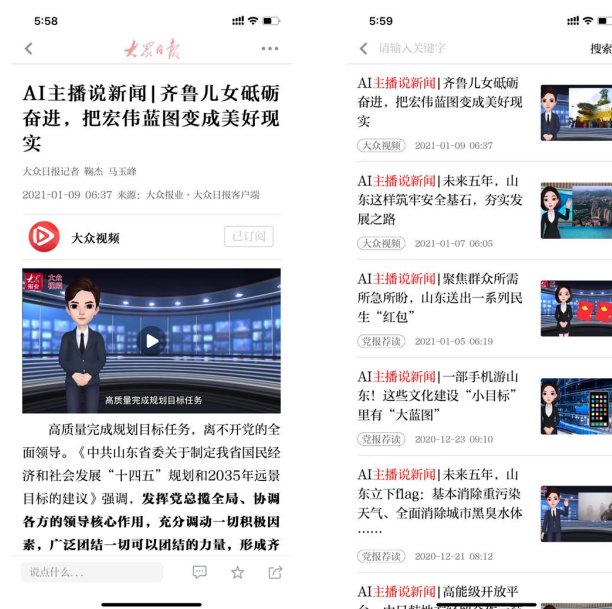 5:58
大众日报
AI主播说新闻|齐鲁儿女砥砺
奋进，把宏伟蓝图变成美好现
实
大众日报记者 鞠杰 马玉峰
2021-01-09 06:37 来源：大众报业·大众日报客户端
大众视频
已订阅
大众
报业
大众
视频
高质量完成规划目标任务
高质量完成规划目标任务，离不开党的全
面领导。《中共山东省委关于制定我省国民经
济和社会发展“十四五”规划和2035年远景
目标的建议》强调，发挥党总揽全局、协调
各方的领导核心作用，充分调动一切积极因
素，广泛团结一切可以团结的力量，形成齐
说点什么...
5:59
请输入关键字
搜索
AI主播说新闻|齐鲁儿女砥砺
奋进，把宏伟蓝图变成美好现
实
大众视频 2021-01-09 06:37
AI主播说新闻|未来五年，山
东这样筑牢安全基石，夯实发
展之路
大众视频 2021-01-07 06:05
AI主播说新闻|聚焦群众所需
所急所盼，山东送出一系列民
生“红包”
党报荐读 2021-01-05 06:19
AI主播说新闻|一部手机游山
东！这些文化建设“小目标”
里有“大蓝图”
党报荐读 2020-12-23 09:10
AI主播说新闻|未来五年，山
东立下flag：基本消除重污染
天气、全面消除城市黑臭水体
……
党报荐读 2020-12-21 08:12
AI主播说新闻|高能级开放平